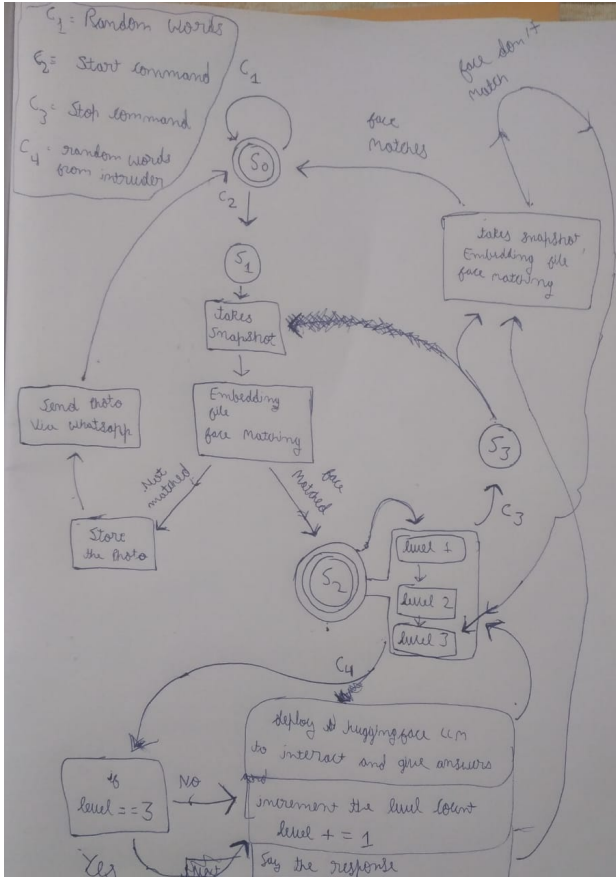 C1 = Random words
C2 = Start command
C3 = Stop command
C4 - random words
from intruder
C1
S0
face
Matches
face don't
match
C2
S1
takes
snapshot
takes snapshot
Embedding file
face matching
Embedding
file
face Matching
Send Photo
via whatsapp
Not
matched
face
Matched
S3
C3
Store
the Photo
S2
level 1
level 2
level 3
C4
deploy
huggingface LLM
to interact and give answers
and
if
level == 3
NO
increment the level count
level += 1
Yes
Say the response